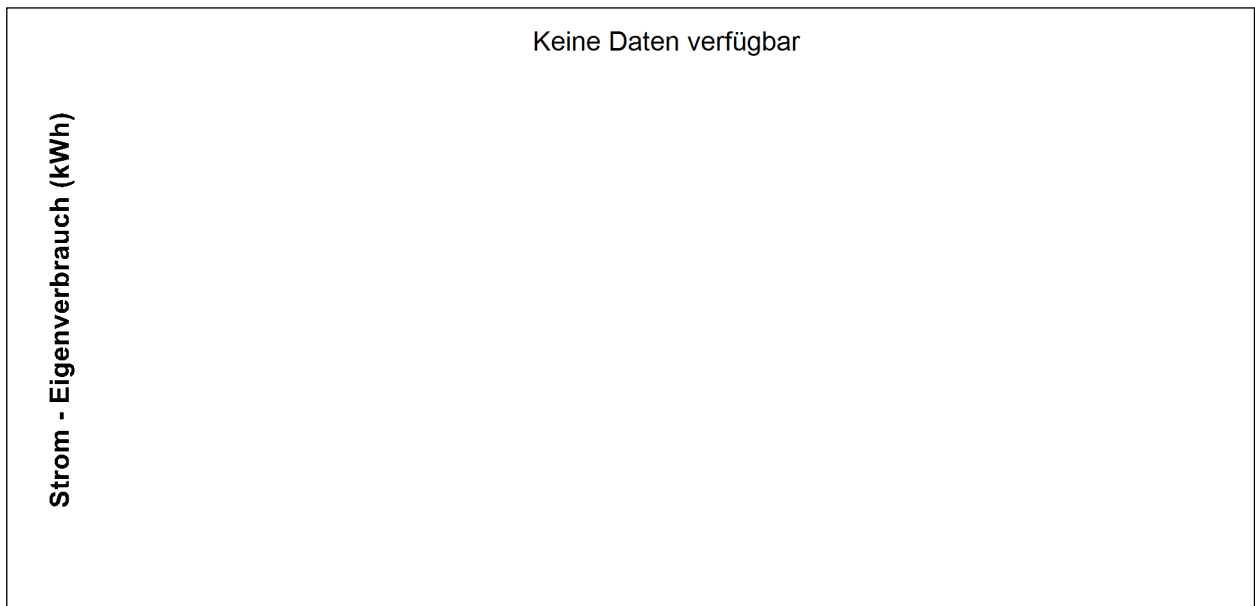 Keine Daten verfügbar
Strom - Eigenverbrauch (kWh)